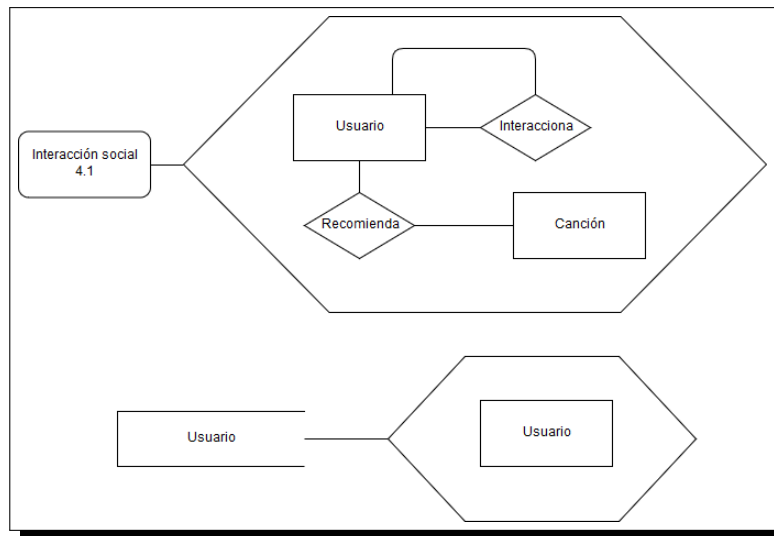 Usuario
Interacciona
Interacción social
4.1
Recomienda
Canción
Usuario
Usuario